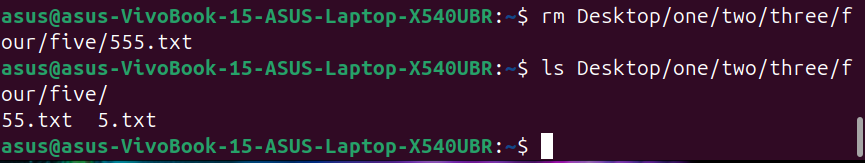 asus@asus-VivoBook-15-ASUS-Laptop-X540UBR:~$ rm Desktop/one/two/three/f
our/five/555.txt
asus@asus-VivoBook-15-ASUS-Laptop-X540UBR:~$ ls Desktop/one/two/three/f
our/five/
55.txt  5.txt
asus@asus-VivoBook-15-ASUS-Laptop-X540UBR:~$